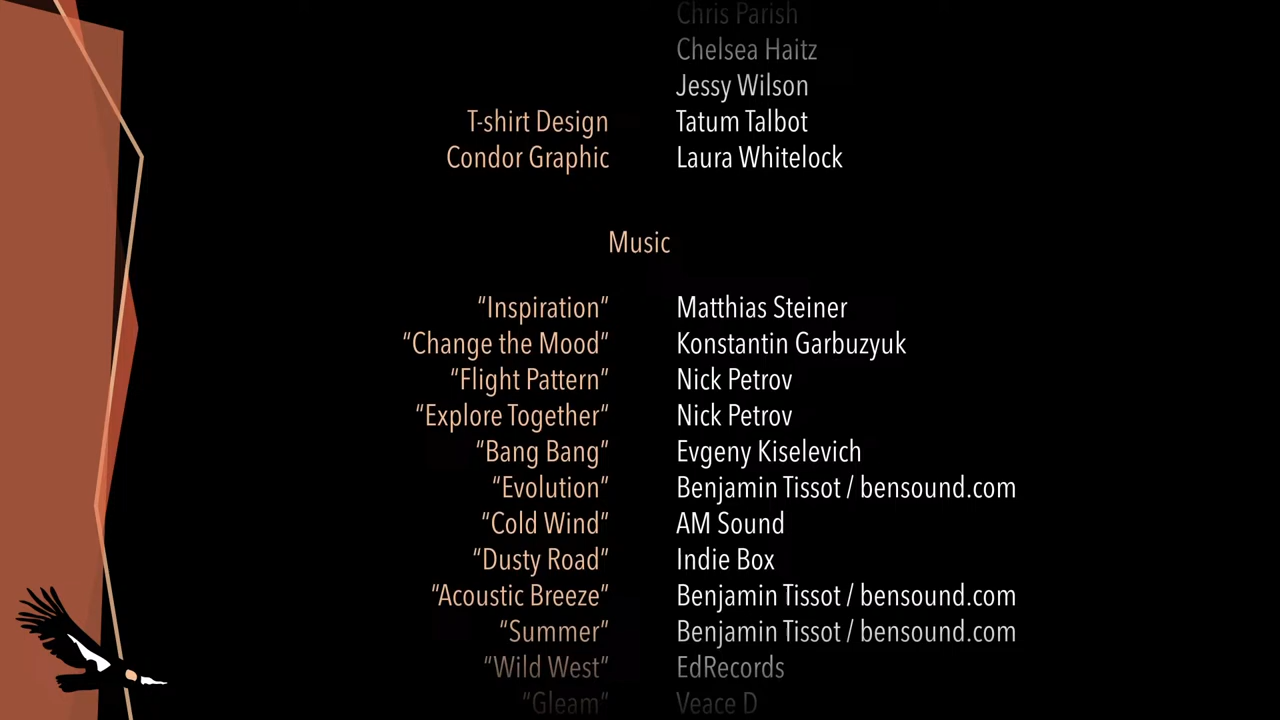 Chris Parish
Chelsea Haitz
Jessy Wilson
T-shirt Design Tatum Talbot
Condor Graphic Laura Whitelock
Music
“Inspiration” Matthias Steiner
“Change the Mood” Konstantin Garbuzyuk
“Flight Pattern” Nick Petrov
“Explore Together” Nick Petrov
“Bang Bang” Evgeny Kiselevich
“Evolution” Benjamin Tissot / bensound.com
“Cold Wind” AM Sound
“Dusty Road” Indie Box
“Acoustic Breeze” Benjamin Tissot / bensound.com
“Summer” Benjamin Tissot / bensound.com
“Wild West” EdRecords
“Gleam” Veace D